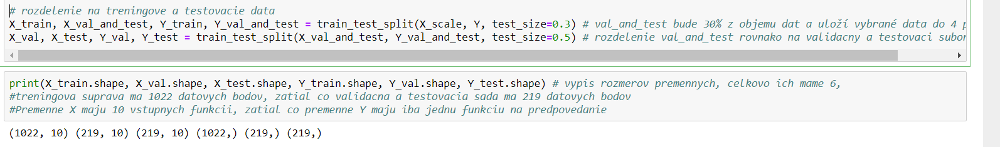 # rozdelenie na treningove a testovacie data
X_train, X_val_and_test, Y_train, Y_val_and_test = train_test_split(X_scale, Y, test_size=0.3) # val_and_test bude 30% z objemu dat a uloží vybrané data do 4 p
X_val, X_test, Y_val, Y_test = train_test_split(X_val_and_test, Y_val_and_test, test_size=0.5) # rozdelenie val_and_test rovnako na validacny a testovaci subor
print(X_train.shape, X_val.shape, X_test.shape, Y_train.shape, Y_val.shape, Y_test.shape) # vypis rozmerov premennych, celkovo ich mame 6,
#treningova suprava ma 1022 datovych bodov, zatial co validacna a testovacia sada ma 219 datovych bodov
#Premenne X maju 10 vstupnych funkcii, zatial co premenne Y maju iba jednu funkciu na predpovedanie
(1022, 10) (219, 10) (219, 10) (1022,) (219,) (219,)